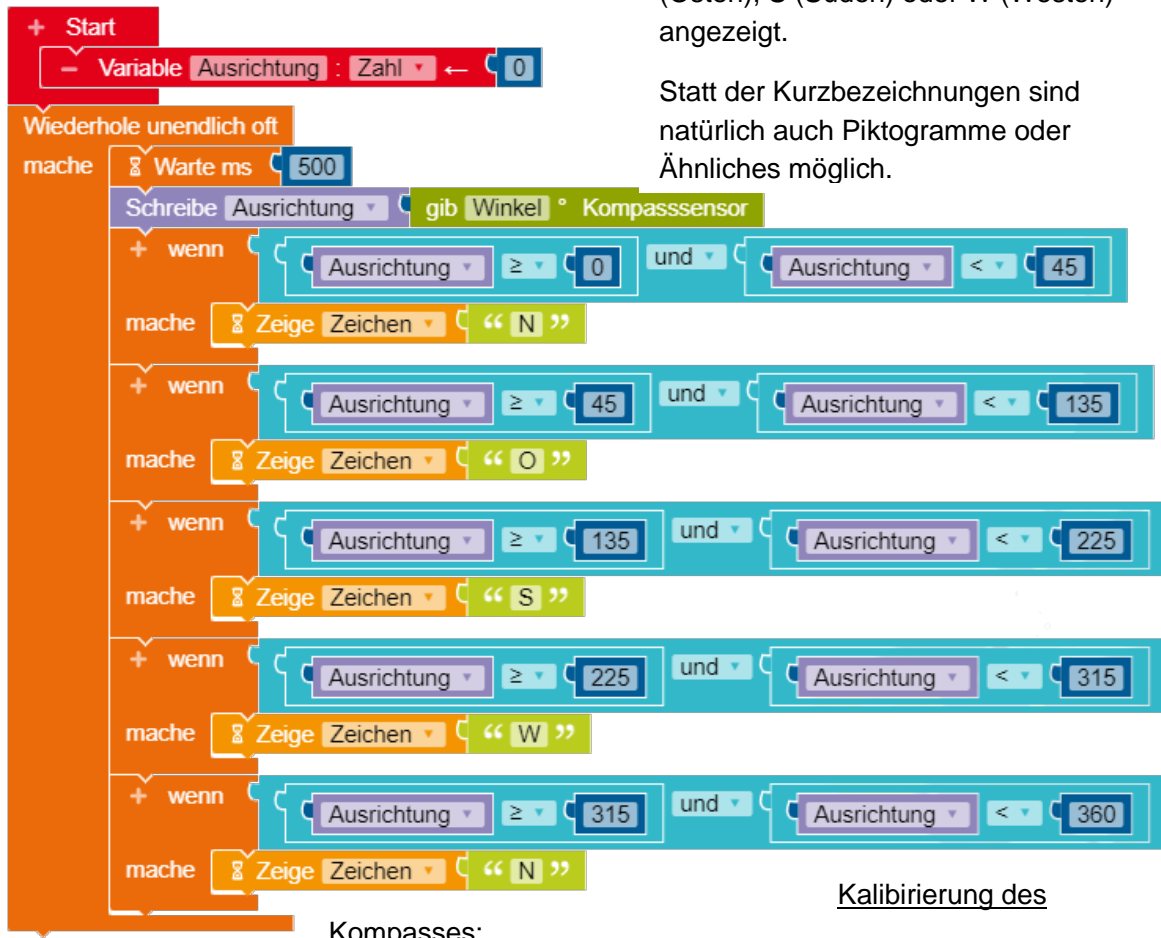 (Osten), S (Süden) oder W (Westen)
angezeigt.
Statt der Kurzbezeichnungen sind
natürlich auch Piktogramme oder
Ähnliches möglich.
+ Start
– Variable Ausrichtung : Zahl ← 0
Wiederhole unendlich oft
mache Warte ms 500
Schreibe Ausrichtung gib Winkel ° Kompasssensor
+ wenn Ausrichtung ≥ 0 und Ausrichtung < 45
mache Zeige Zeichen “ N ”
+ wenn Ausrichtung ≥ 45 und Ausrichtung < 135
mache Zeige Zeichen “ O ”
+ wenn Ausrichtung ≥ 135 und Ausrichtung < 225
mache Zeige Zeichen “ S ”
+ wenn Ausrichtung ≥ 225 und Ausrichtung < 315
mache Zeige Zeichen “ W ”
+ wenn Ausrichtung ≥ 315 und Ausrichtung < 360
mache Zeige Zeichen “ N ”
Kalibirierung des
Kompasses: